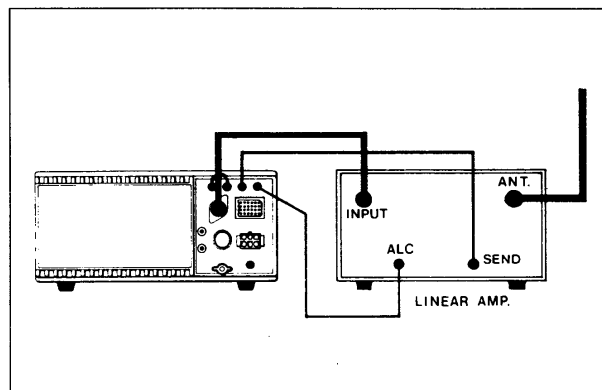 ANT.
INPUT
ALC
SEND
LINEAR AMP.